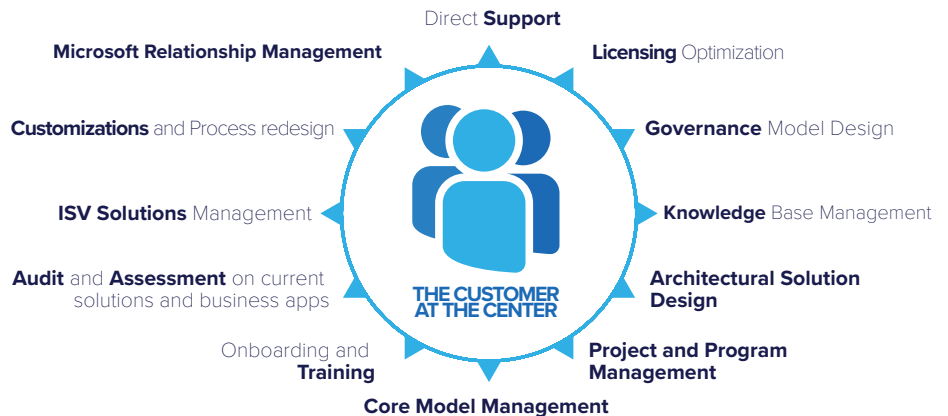 Direct Support
Microsoft Relationship Management
Licensing Optimization
Customizations and Process redesign
Governance Model Design
ISV Solutions Management
Knowledge Base Management
Audit and Assessment on current
solutions and business apps
Architectural Solution
Design
THE CUSTOMER
AT THE CENTER
Onboarding and
Training
Project and Program
Management
Core Model Management